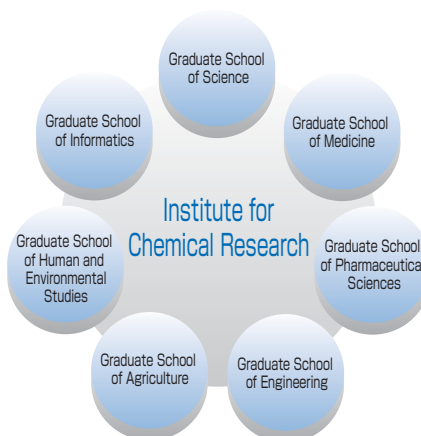 Graduate School
of Science
Graduate School
of Informatics
Graduate School
of Medicine
Institute for
Chemical Research
Graduate School
of Human and
Environmental
Studies
Graduate School
of Pharmaceutical
Sciences
Graduate School
of Agriculture
Graduate School
of Engineering